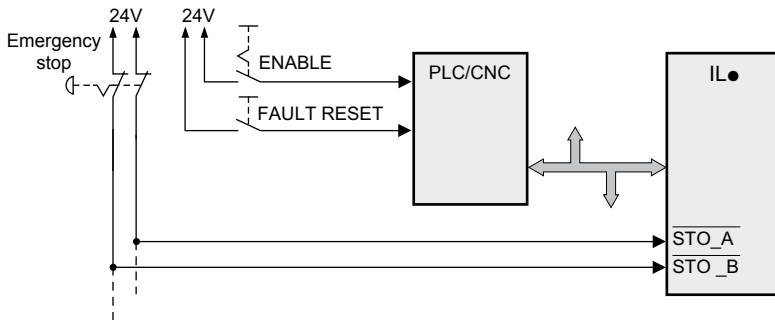 24V
24V
Emergency
stop
ENABLE
FAULT RESET
PLC/CNC
IL●
STO_A
STO _B